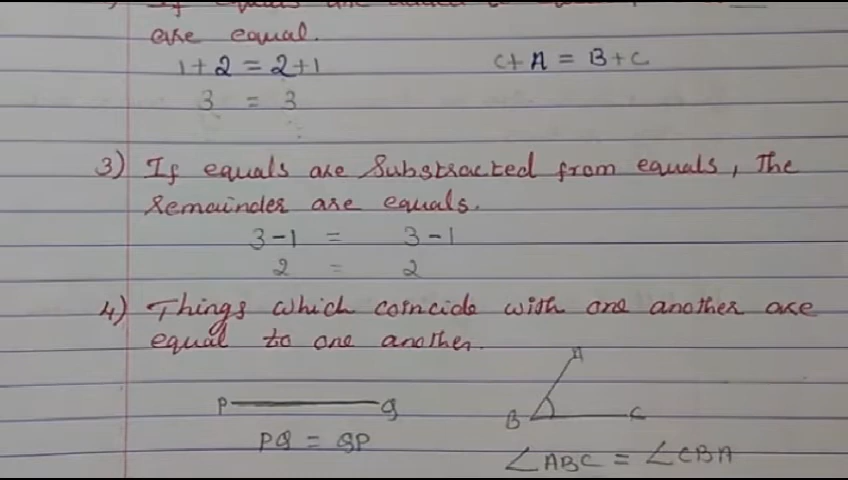 are equal.
1+2 = 2+1 C+A = B+C
3 = 3
3) If equals are Substracted from equals, The
Remainder are equals.
3-1 = 3-1
2 = 2
4) Things which coincide with one another are
equal to one another.
A
P Q
B C
PQ = QP
∠ABC = ∠CBA